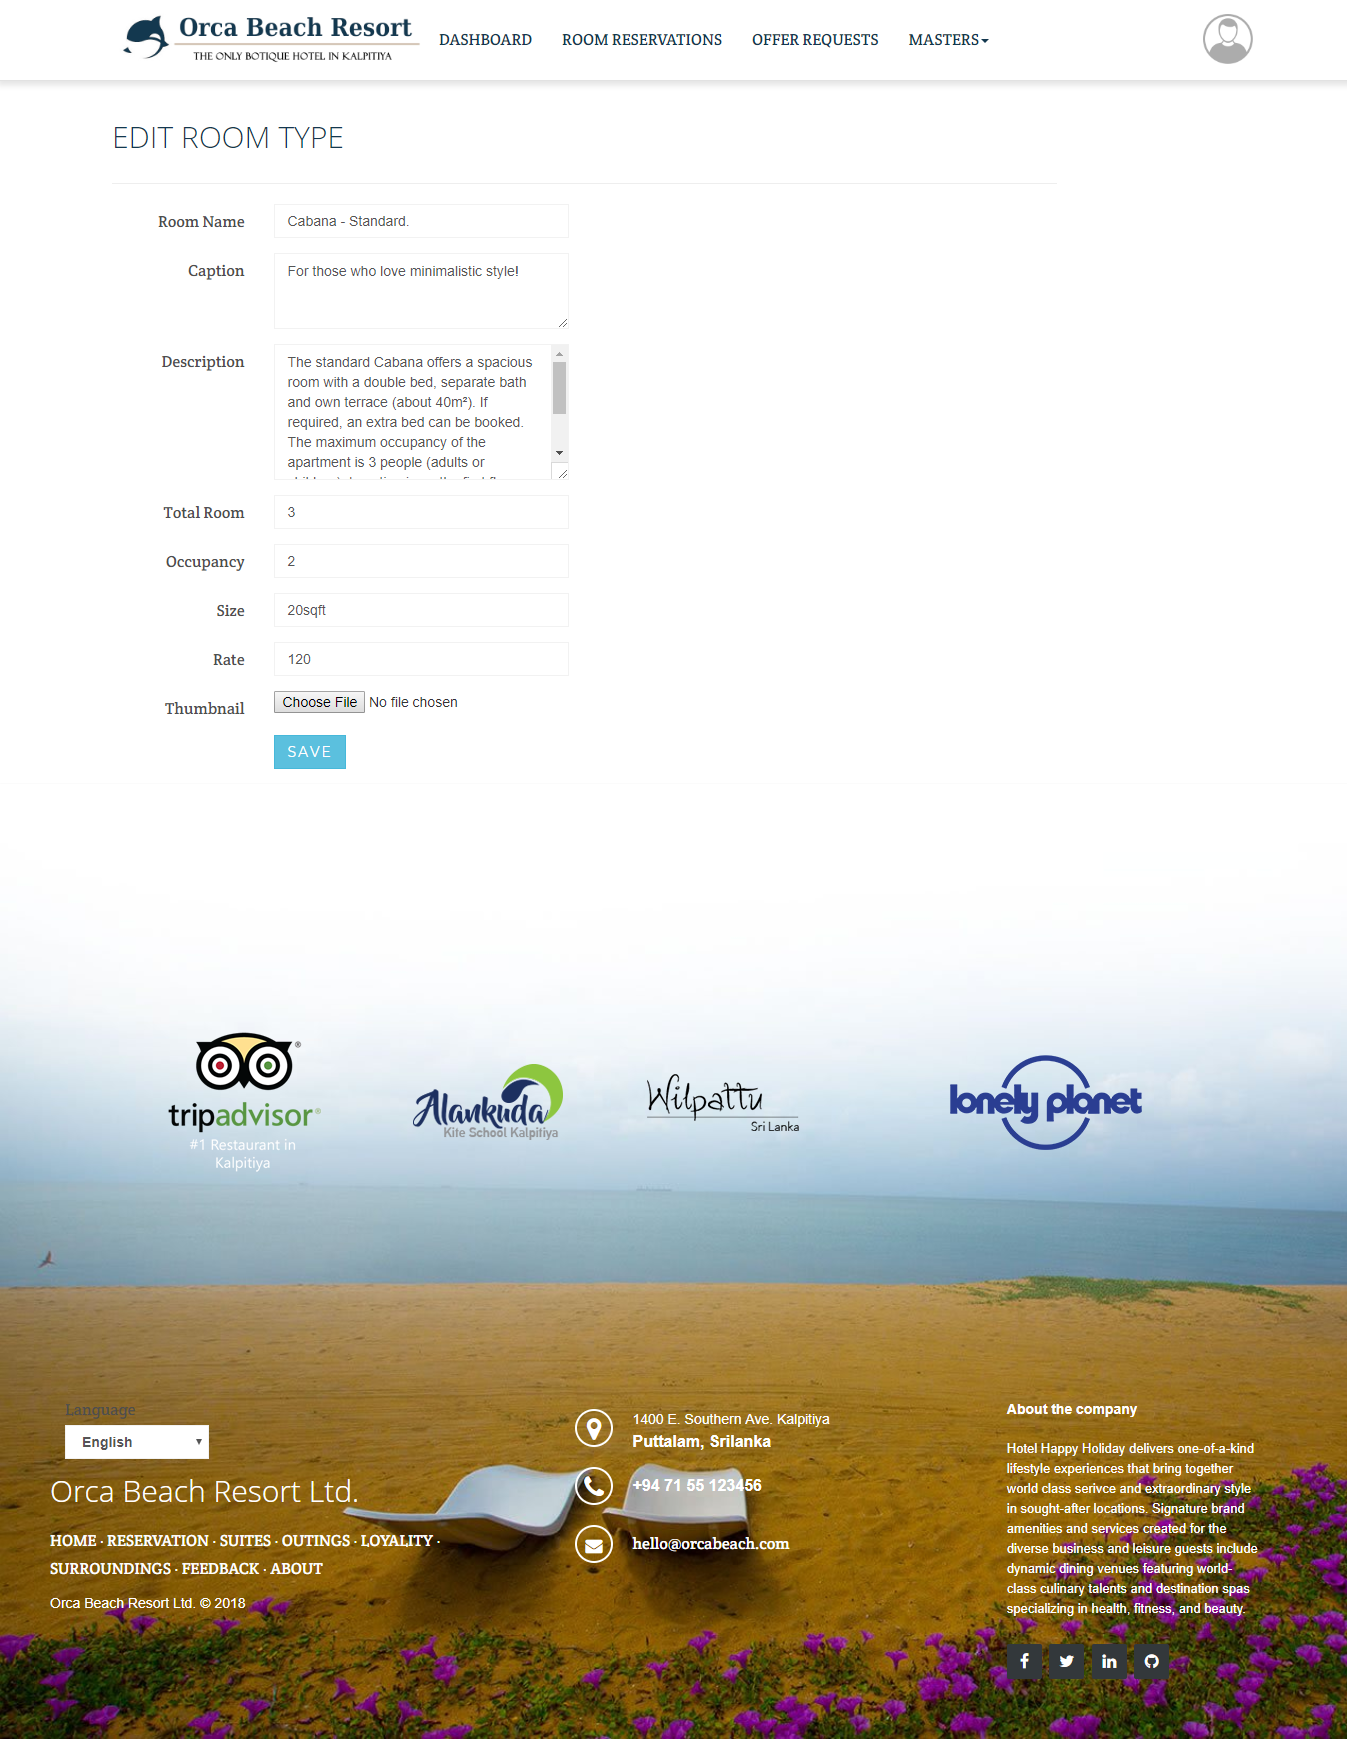 Orca Beach Resort
THE ONLY BOTIQUE HOTEL IN KALPITIYA
DASHBOARD
ROOM RESERVATIONS
OFFER REQUESTS
MASTERS
EDIT ROOM TYPE
Room Name
Cabana - Standard.
Caption
For those who love minimalistic style!
Description
The standard Cabana offers a spacious
room with a double bed, separate bath
and own terrace (about 40m²). If
required, an extra bed can be booked.
The maximum occupancy of the
apartment is 3 people (adults or
Total Room
3
Occupancy
2
Size
20sqft
Rate
120
Thumbnail
Choose File No file chosen
SAVE
tripadvisor®
#1 Restaurant in
Kalpitiya
Alankuda
Kite School Kalpitiya
Wilpattu
Sri Lanka
lonely planet
Language
English
Orca Beach Resort Ltd.
HOME · RESERVATION · SUITES · OUTINGS · LOYALITY ·
SURROUNDINGS · FEEDBACK · ABOUT
Orca Beach Resort Ltd. © 2018
1400 E. Southern Ave. Kalpitiya
Puttalam, Srilanka
+94 71 55 123456
hello@orcabeach.com
About the company
Hotel Happy Holiday delivers one-of-a-kind
lifestyle experiences that bring together
world class serivce and extraordinary style
in sought-after locations. Signature brand
amenities and services created for the
diverse business and leisure guests include
dynamic dining venues featuring world-
class culinary talents and destination spas
specializing in health, fitness, and beauty.